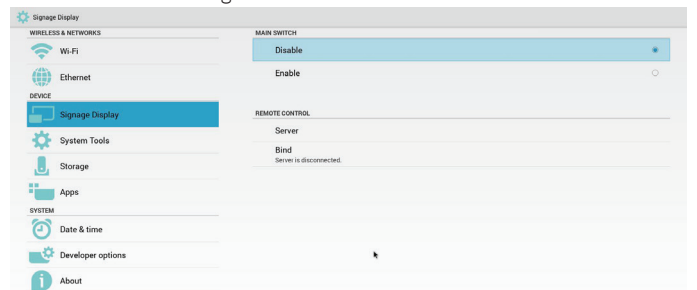 Signage Display
WIRELESS & NETWORKS
Wi-Fi
Ethernet
DEVICE
Signage Display
System Tools
Storage
Apps
SYSTEM
Date & time
Developer options
About
MAIN SWITCH
Disable
Enable
REMOTE CONTROL
Server
Bind
Server is disconnected.